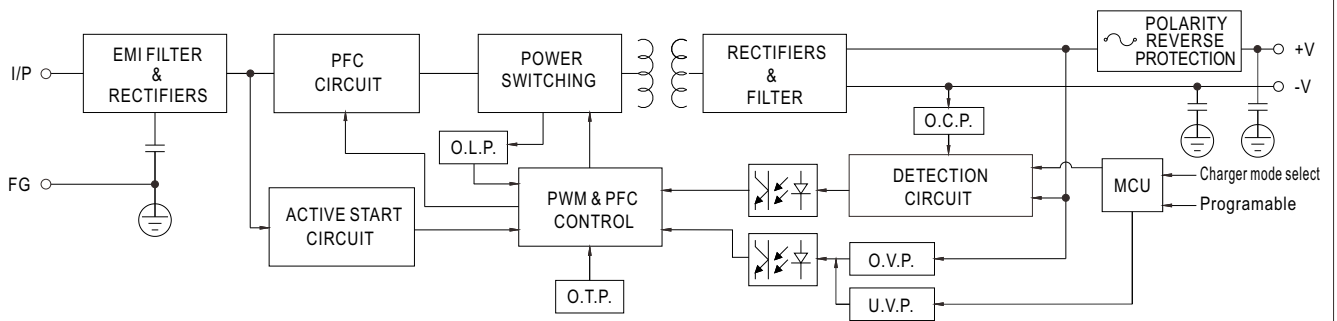 I/P
EMI FILTER
&
RECTIFIERS
PFC
CIRCUIT
POWER
SWITCHING
RECTIFIERS
&
FILTER
POLARITY
REVERSE
PROTECTION
+V
-V
O.L.P.
O.C.P.
FG
ACTIVE START
CIRCUIT
PWM & PFC
CONTROL
DETECTION
CIRCUIT
MCU
Charger mode select
Programable
O.T.P.
O.V.P.
U.V.P.